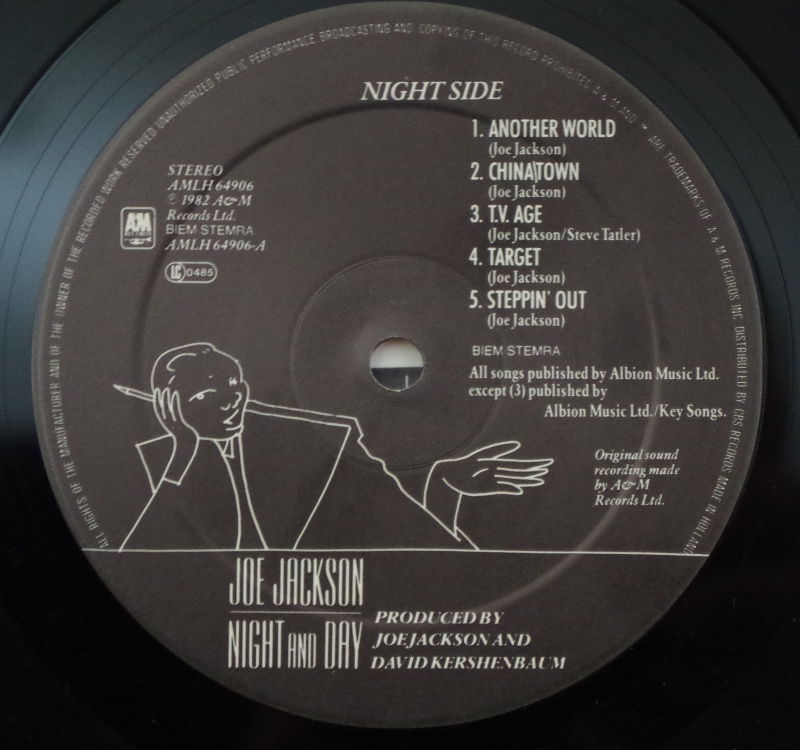 ALL RIGHTS OF THE MANUFACTURER AND OF THE OWNER OF THE RECORDED WORK RESERVED UNAUTHORIZED PUBLIC PERFORMANCE, BROADCASTING AND COPYING OF THIS RECORD PROHIBITED A & M AND ARE TRADEMARKS OF A & M RECORDS INC DISTRIBUTED BY CBS RECORDS MADE IN HOLLAND
NIGHT SIDE
1. ANOTHER WORLD
(Joe Jackson)
2. CHINATOWN
(Joe Jackson)
3. T.V. AGE
(Joe Jackson/Steve Tatler)
4. TARGET
(Joe Jackson)
5. STEPPIN' OUT
(Joe Jackson)
STEREO
AMLH 64906
℗ 1982 A&M
Records Ltd.
BIEM STEMRA
AMLH 64906-A
A&M
LC 0485
BIEM STEMRA
All songs published by Albion Music Ltd.
except (3) published by
Albion Music Ltd./Key Songs.
Original sound
recording made
by A&M
Records Ltd.
JOE JACKSON
NIGHT AND DAY
PRODUCED BY
JOE JACKSON AND
DAVID KERSHENBAUM